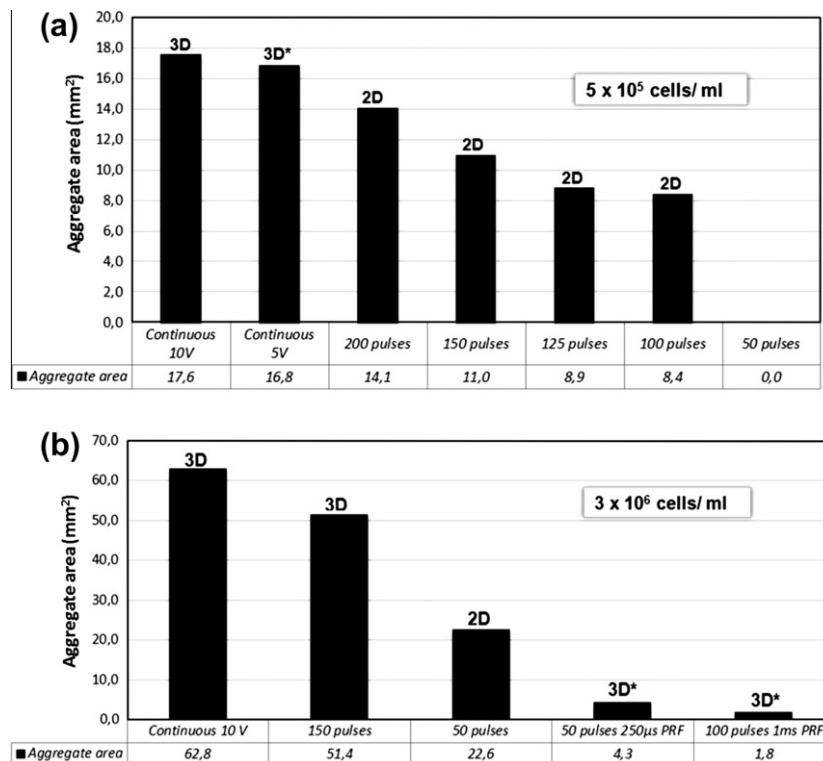 (a)
20,0
18,0
16,0
14,0
12,0
10,0
8,0
6,0
4,0
2,0
0,0
Aggregate area (mm²)
3D
3D*
2D
2D
2D
2D
5 x 10⁵ cells/ ml
Continuous 10V
Continuous 5V
200 pulses
150 pulses
125 pulses
100 pulses
50 pulses
Aggregate area 17,6 16,8 14,1 11,0 8,9 8,4 0,0
(b)
70,0
60,0
50,0
40,0
30,0
20,0
10,0
0,0
Aggregate area (mm²)
3D
3D
2D
3D*
3D*
3 x 10⁶ cells/ ml
Continuous 10 V
150 pulses
50 pulses
50 pulses 250µs PRF
100 pulses 1ms PRF
Aggregate area 62,8 51,4 22,6 4,3 1,8